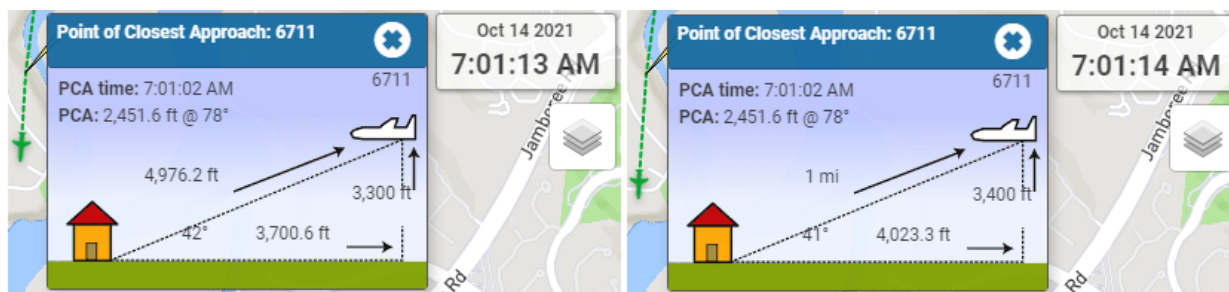 Point of Closest Approach: 6711
Oct 14 2021
7:01:13 AM
PCA time: 7:01:02 AM
6711
PCA: 2,451.6 ft @ 78°
4,976.2 ft
3,300 ft
42°
3,700.6 ft
Jamboree
Rd
Point of Closest Approach: 6711
Oct 14 2021
7:01:14 AM
PCA time: 7:01:02 AM
6711
PCA: 2,451.6 ft @ 78°
1 mi
3,400 ft
41°
4,023.3 ft
Jamboree
Rd